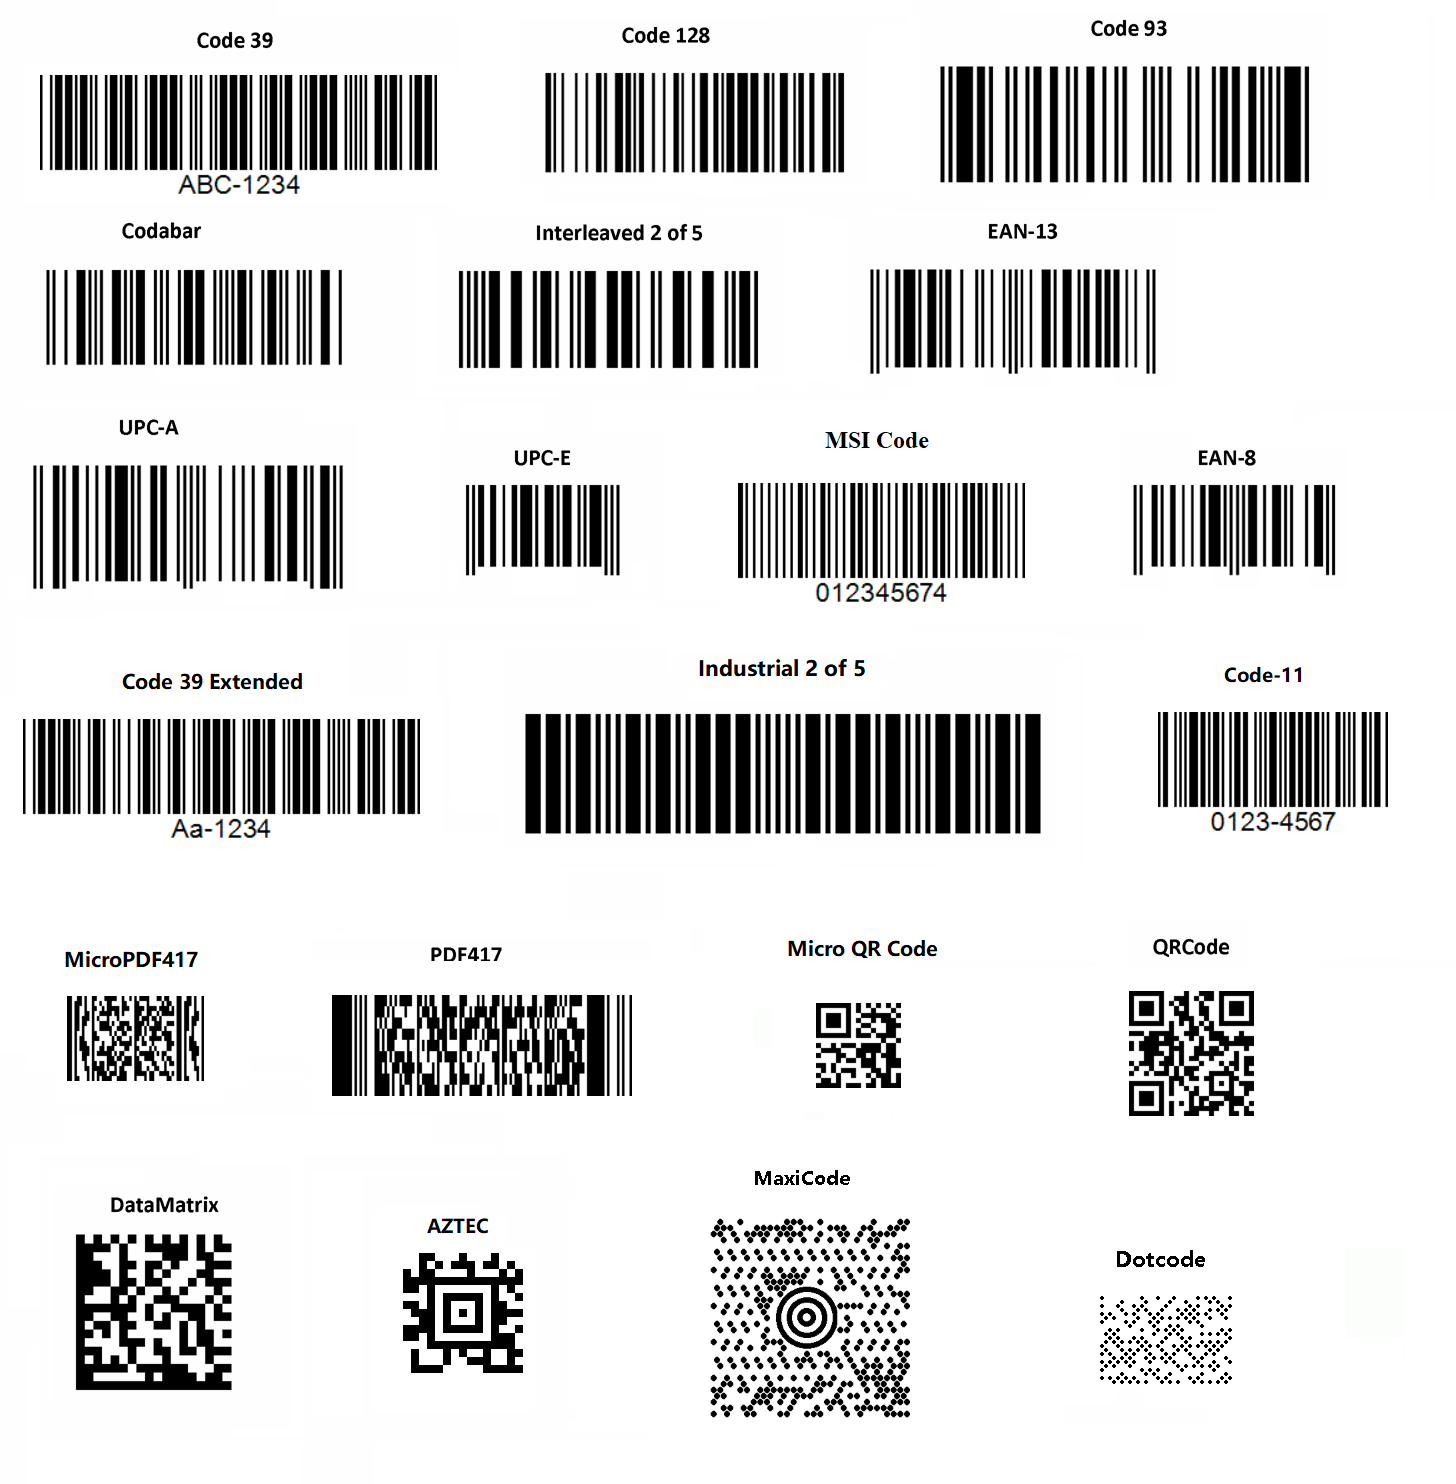 Code 39
Code 128
Code 93
ABC-1234
Codabar
Interleaved 2 of 5
EAN-13
UPC-A
UPC-E
MSI Code
EAN-8
012345674
Code 39 Extended
Industrial 2 of 5
Code-11
Aa-1234
0123-4567
MicroPDF417
PDF417
Micro QR Code
QRCode
DataMatrix
AZTEC
MaxiCode
Dotcode